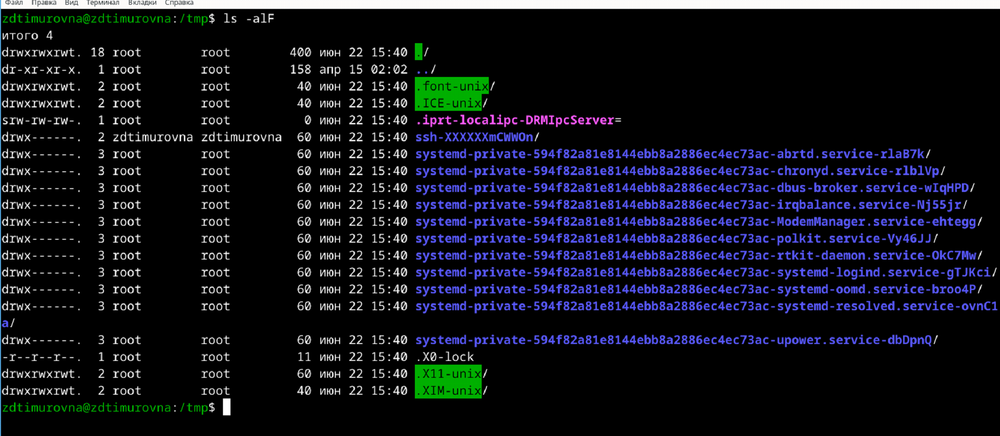 Файл Правка Вид Терминал Вкладки Справка
zdtimurovna@zdtimurovna:/tmp$ ls -alF
итого 4
drwxrwxrwt. 18 root        root        400 июн 22 15:40 ./
dr-xr-xr-x.  1 root        root        158 апр 15 02:02 ../
drwxrwxrwt.  2 root        root         40 июн 22 15:40 .font-unix/
drwxrwxrwt.  2 root        root         40 июн 22 15:40 .ICE-unix/
srw-rw-rw-.  1 root        root          0 июн 22 15:40 .iprt-localipc-DRMIpcServer=
drwx------.  2 zdtimurovna zdtimurovna  60 июн 22 15:40 ssh-XXXXXXmCWWOn/
drwx------.  3 root        root         60 июн 22 15:40 systemd-private-594f82a81e8144ebb8a2886ec4ec73ac-abrtd.service-rlaB7k/
drwx------.  3 root        root         60 июн 22 15:40 systemd-private-594f82a81e8144ebb8a2886ec4ec73ac-chronyd.service-rlblVp/
drwx------.  3 root        root         60 июн 22 15:40 systemd-private-594f82a81e8144ebb8a2886ec4ec73ac-dbus-broker.service-wIqHPD/
drwx------.  3 root        root         60 июн 22 15:40 systemd-private-594f82a81e8144ebb8a2886ec4ec73ac-irqbalance.service-Nj55jr/
drwx------.  3 root        root         60 июн 22 15:40 systemd-private-594f82a81e8144ebb8a2886ec4ec73ac-ModemManager.service-ehtegg/
drwx------.  3 root        root         60 июн 22 15:40 systemd-private-594f82a81e8144ebb8a2886ec4ec73ac-polkit.service-Vy46JJ/
drwx------.  3 root        root         60 июн 22 15:40 systemd-private-594f82a81e8144ebb8a2886ec4ec73ac-rtkit-daemon.service-OkC7Mw/
drwx------.  3 root        root         60 июн 22 15:40 systemd-private-594f82a81e8144ebb8a2886ec4ec73ac-systemd-logind.service-gTJKci/
drwx------.  3 root        root         60 июн 22 15:40 systemd-private-594f82a81e8144ebb8a2886ec4ec73ac-systemd-oomd.service-broo4P/
drwx------.  3 root        root         60 июн 22 15:40 systemd-private-594f82a81e8144ebb8a2886ec4ec73ac-systemd-resolved.service-ovnC1
a/
drwx------.  3 root        root         60 июн 22 15:40 systemd-private-594f82a81e8144ebb8a2886ec4ec73ac-upower.service-dbDpnQ/
-r--r--r--.  1 root        root         11 июн 22 15:40 .X0-lock
drwxrwxrwt.  2 root        root         60 июн 22 15:40 .X11-unix/
drwxrwxrwt.  2 root        root         40 июн 22 15:40 .XIM-unix/
zdtimurovna@zdtimurovna:/tmp$